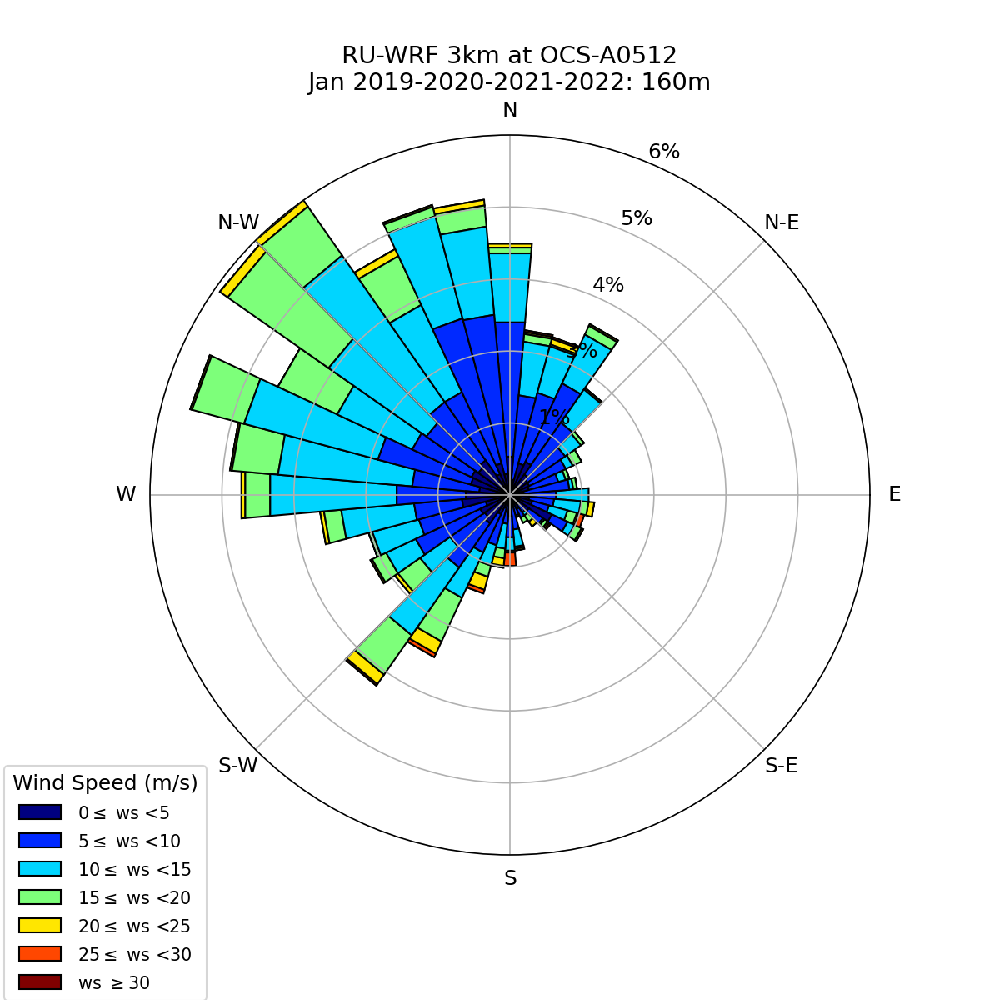 RU-WRF 3km at OCS-A0512
Jan 2019-2020-2021-2022: 160m
N
6%
N-W
5%
N-E
4%
3%
1%
W
E
S-W
S-E
Wind Speed (m/s)
0≤ ws <5
5≤ ws <10
10≤ ws <15
S
15≤ ws <20
20≤ ws <25
25≤ ws <30
ws ≥30